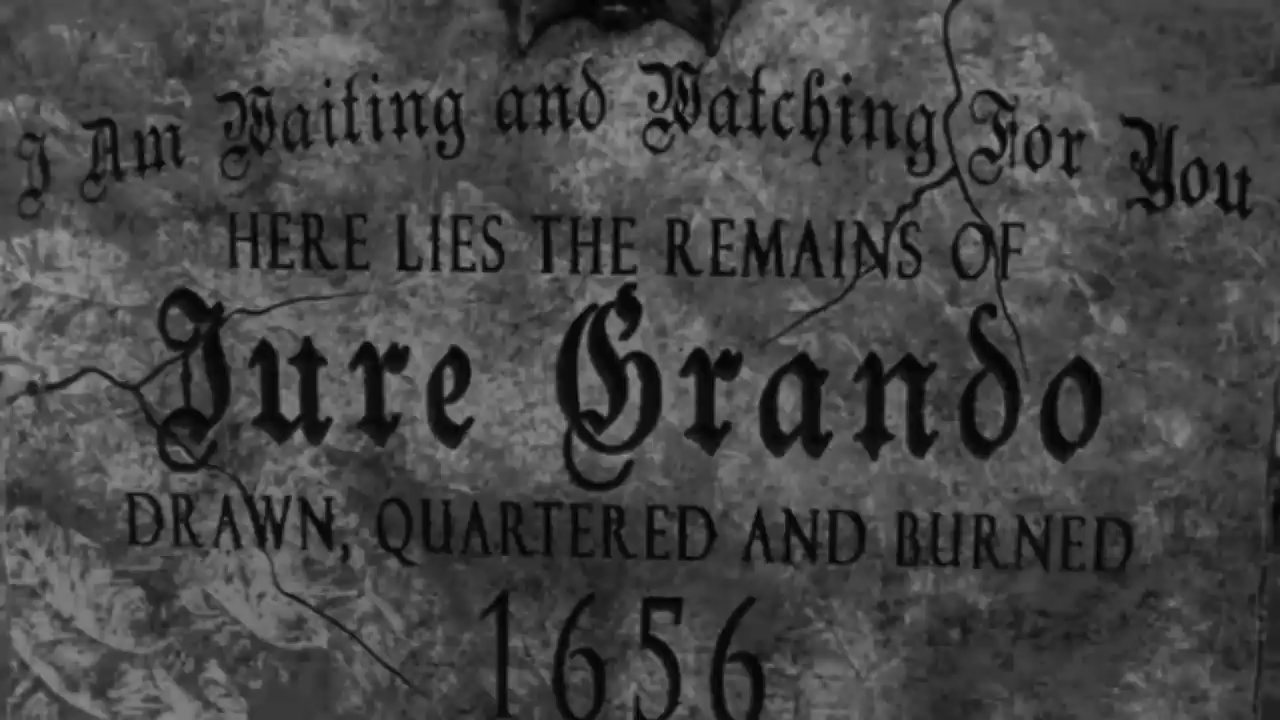 I Am Waiting and Watching For You
HERE LIES THE REMAINS OF
Jure Grando
DRAWN, QUARTERED AND BURNED
1656